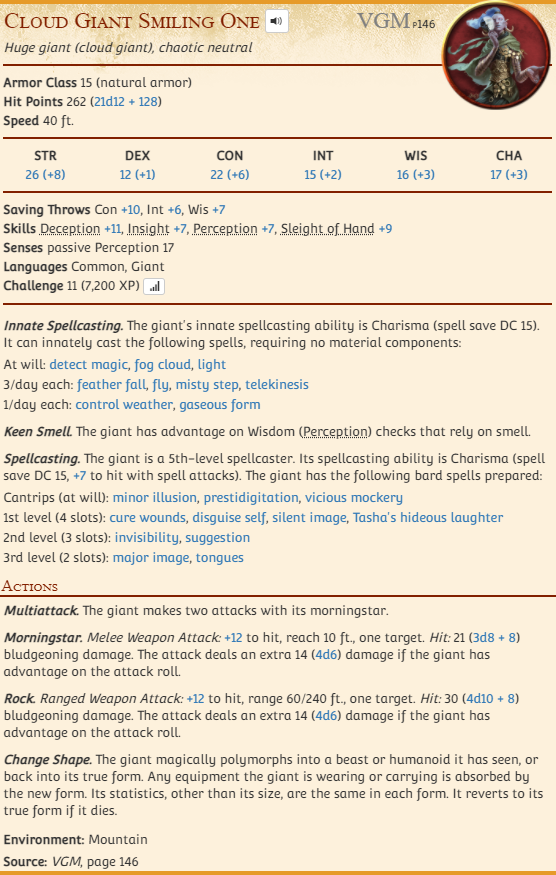 Cloud Giant Smiling One VGM P146
Huge giant (cloud giant), chaotic neutral
Armor Class 15 (natural armor)
Hit Points 262 (21d12 + 128)
Speed 40 ft.
STR DEX CON INT WIS CHA
26 (+8) 12 (+1) 22 (+6) 15 (+2) 16 (+3) 17 (+3)
Saving Throws Con +10, Int +6, Wis +7
Skills Deception +11, Insight +7, Perception +7, Sleight of Hand +9
Senses passive Perception 17
Languages Common, Giant
Challenge 11 (7,200 XP)
Innate Spellcasting. The giant's innate spellcasting ability is Charisma (spell save DC 15).
It can innately cast the following spells, requiring no material components:
At will: detect magic, fog cloud, light
3/day each: feather fall, fly, misty step, telekinesis
1/day each: control weather, gaseous form
Keen Smell. The giant has advantage on Wisdom (Perception) checks that rely on smell.
Spellcasting. The giant is a 5th-level spellcaster. Its spellcasting ability is Charisma (spell
save DC 15, +7 to hit with spell attacks). The giant has the following bard spells prepared:
Cantrips (at will): minor illusion, prestidigitation, vicious mockery
1st level (4 slots): cure wounds, disguise self, silent image, Tasha's hideous laughter
2nd level (3 slots): invisibility, suggestion
3rd level (2 slots): major image, tongues
Actions
Multiattack. The giant makes two attacks with its morningstar.
Morningstar. Melee Weapon Attack: +12 to hit, reach 10 ft., one target. Hit: 21 (3d8 + 8)
bludgeoning damage. The attack deals an extra 14 (4d6) damage if the giant has
advantage on the attack roll.
Rock. Ranged Weapon Attack: +12 to hit, range 60/240 ft., one target. Hit: 30 (4d10 + 8)
bludgeoning damage. The attack deals an extra 14 (4d6) damage if the giant has
advantage on the attack roll.
Change Shape. The giant magically polymorphs into a beast or humanoid it has seen, or
back into its true form. Any equipment the giant is wearing or carrying is absorbed by
the new form. Its statistics, other than its size, are the same in each form. It reverts to its
true form if it dies.
Environment: Mountain
Source: VGM, page 146